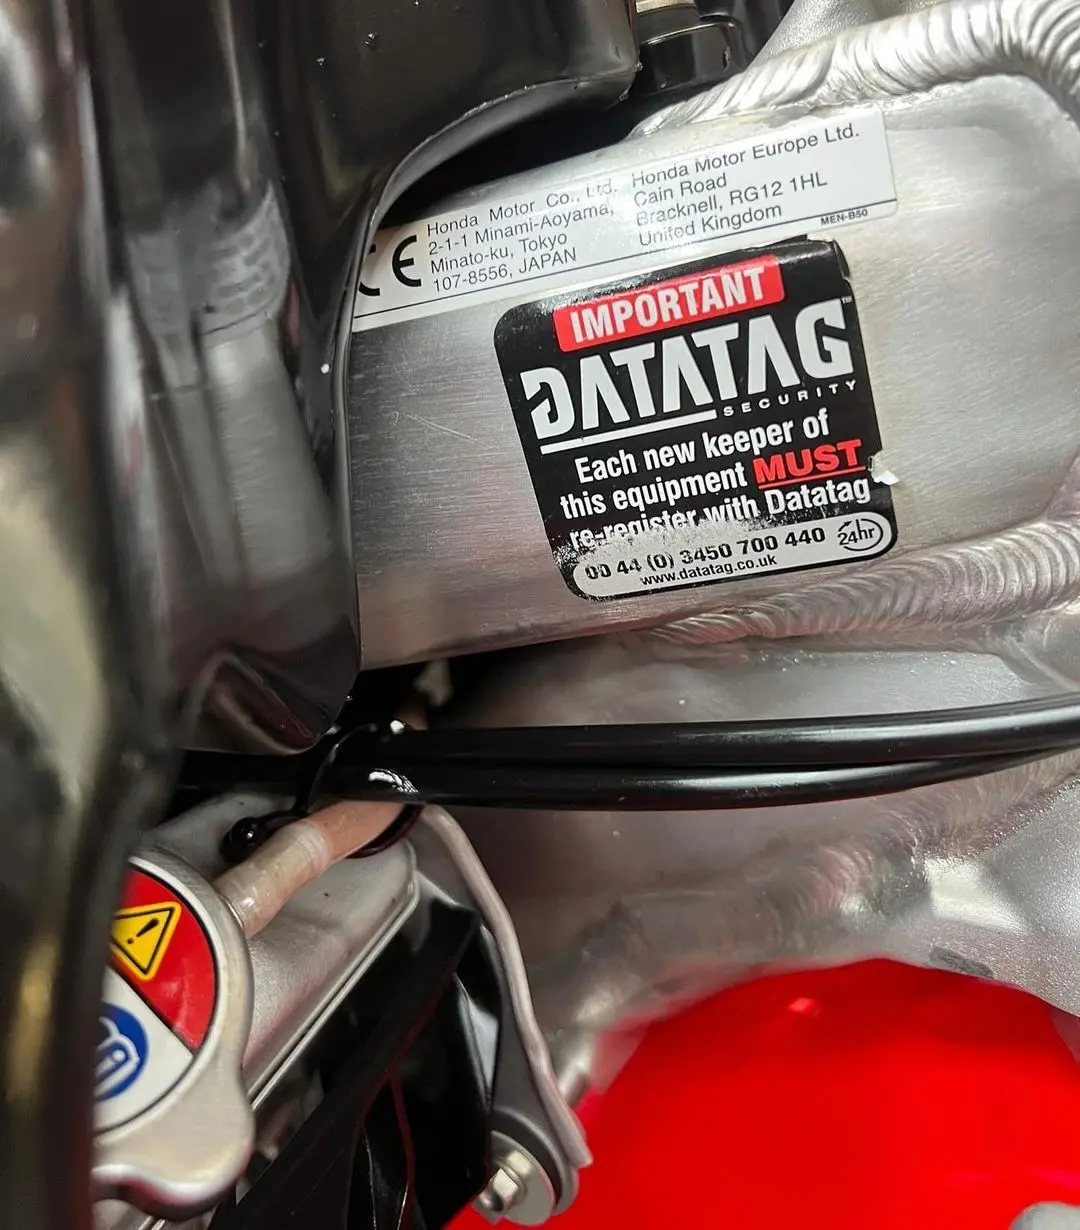 CE
Honda Motor Co., Ltd.
2-1-1 Minami-Aoyama,
Minato-ku, Tokyo
107-8556, JAPAN
Honda Motor Europe Ltd.
Cain Road
Bracknell, RG12 1HL
United Kingdom
MEN-B50
IMPORTANT
DATATAG™
SECURITY
Each new keeper of
this equipment MUST
re-register with Datatag
00 44 (0) 3450 700 440 24hr
www.datatag.co.uk